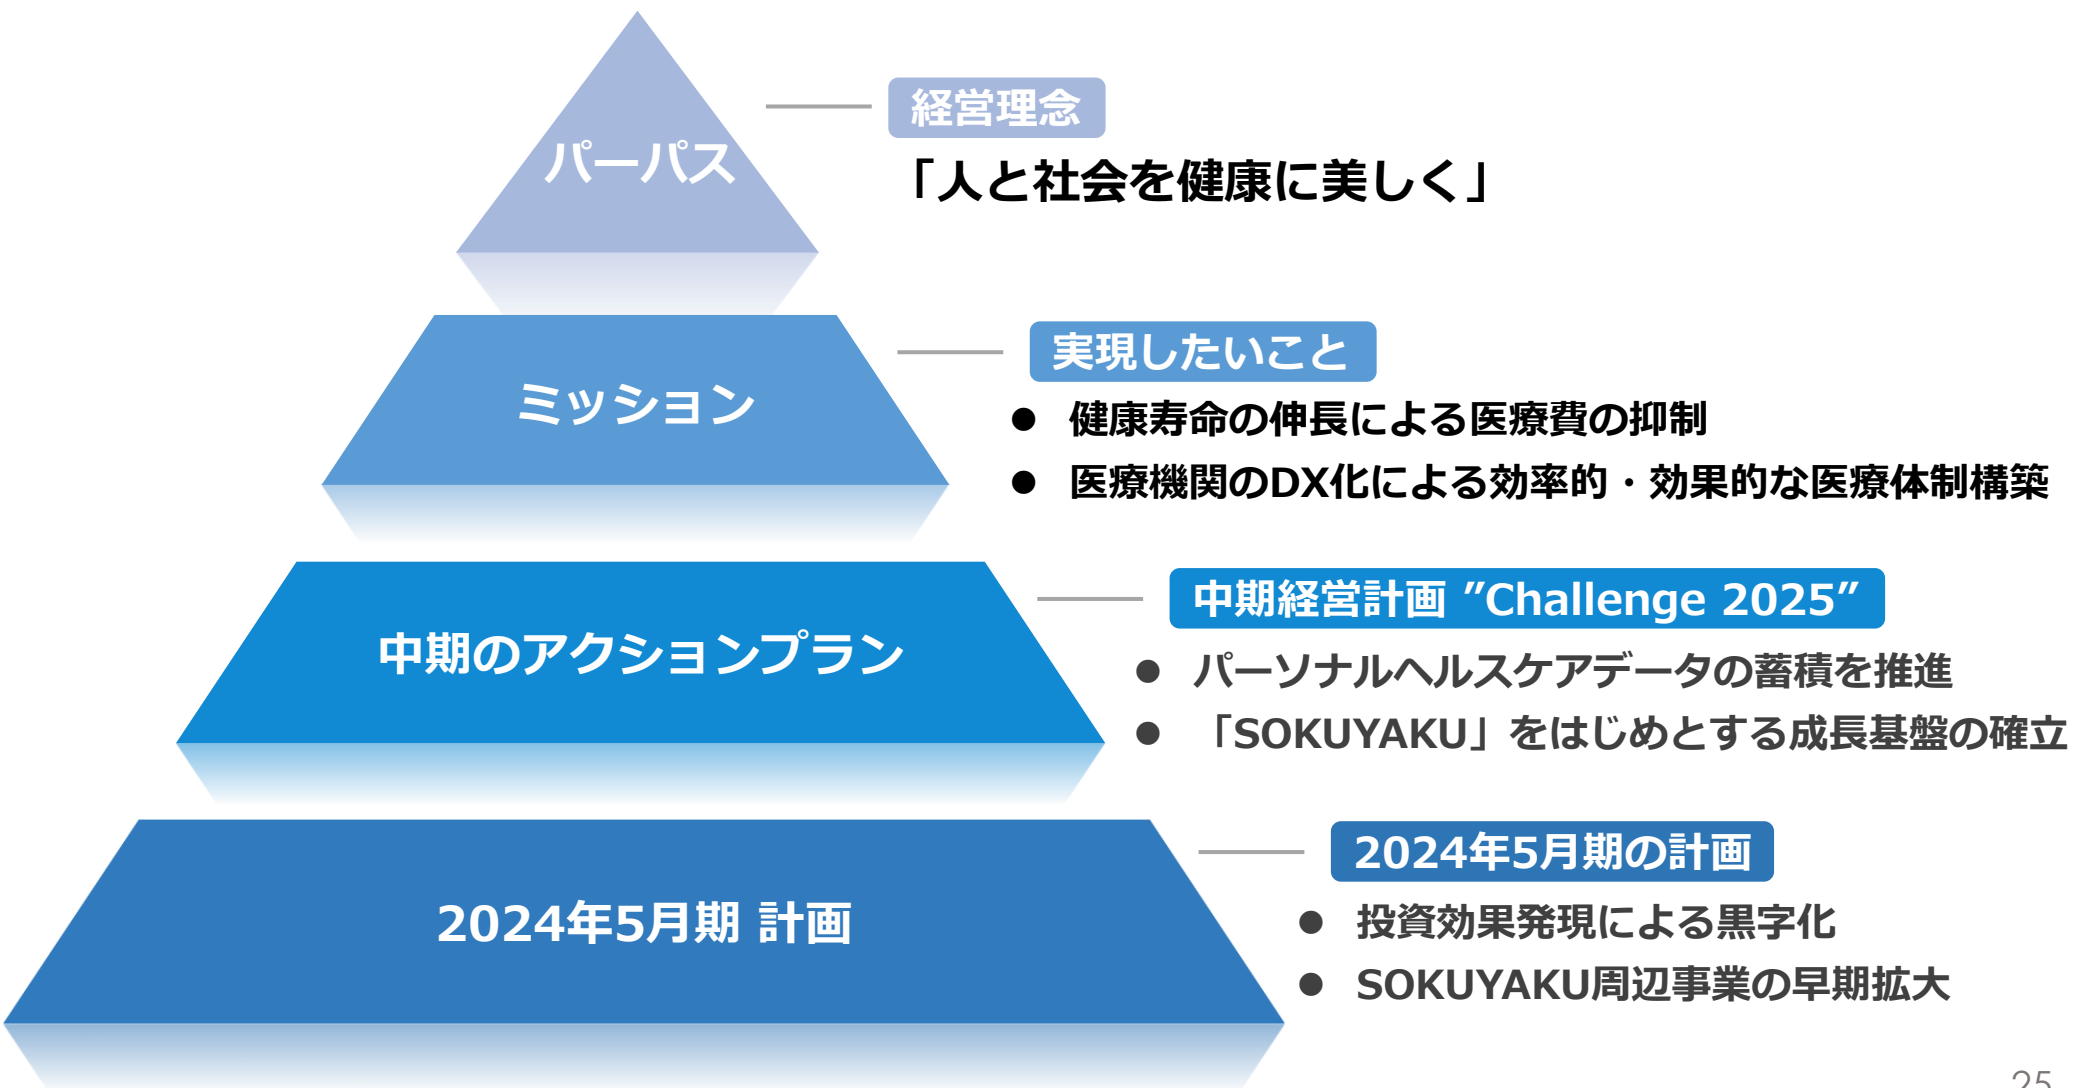 パーパス
経営理念
「人と社会を健康に美しく」
ミッション
実現したいこと
● 健康寿命の伸長による医療費の抑制
● 医療機関のDX化による効率的・効果的な医療体制構築
中期のアクションプラン
中期経営計画 ”Challenge 2025”
● パーソナルヘルスケアデータの蓄積を推進
● 「SOKUYAKU」をはじめとする成長基盤の確立
2024年5月期 計画
2024年5月期の計画
● 投資効果発現による黒字化
● SOKUYAKU周辺事業の早期拡大
25